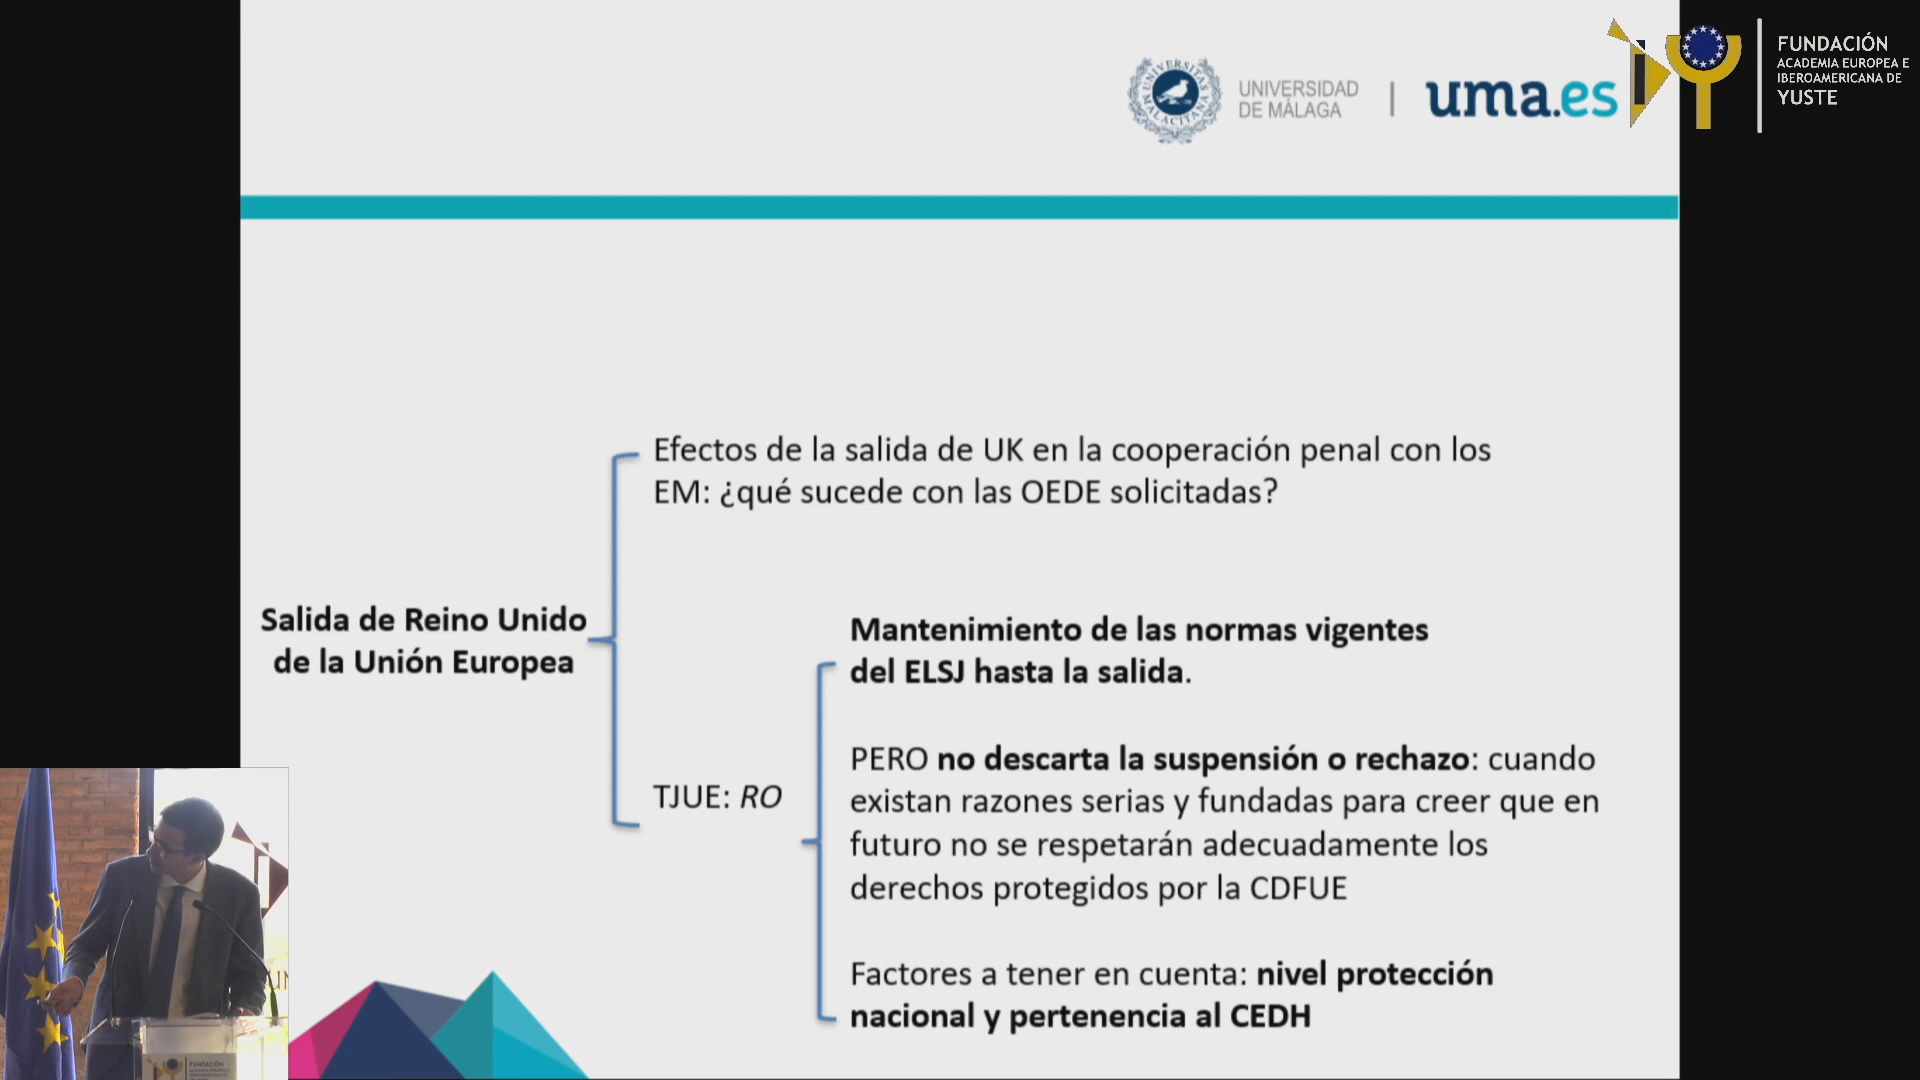 UNIVERSITAS MALACITANA
UNIVERSIDAD
DE MÁLAGA
uma.es
FUNDACIÓN
ACADEMIA EUROPEA E
IBEROAMERICANA DE
YUSTE
Efectos de la salida de UK en la cooperación penal con los
EM: ¿qué sucede con las OEDE solicitadas?
Salida de Reino Unido
de la Unión Europea
TJUE: RO
Mantenimiento de las normas vigentes
del ELSJ hasta la salida.
PERO no descarta la suspensión o rechazo: cuando
existan razones serias y fundadas para creer que en
futuro no se respetarán adecuadamente los
derechos protegidos por la CDFUE
Factores a tener en cuenta: nivel protección
nacional y pertenencia al CEDH
FUNDACIÓN